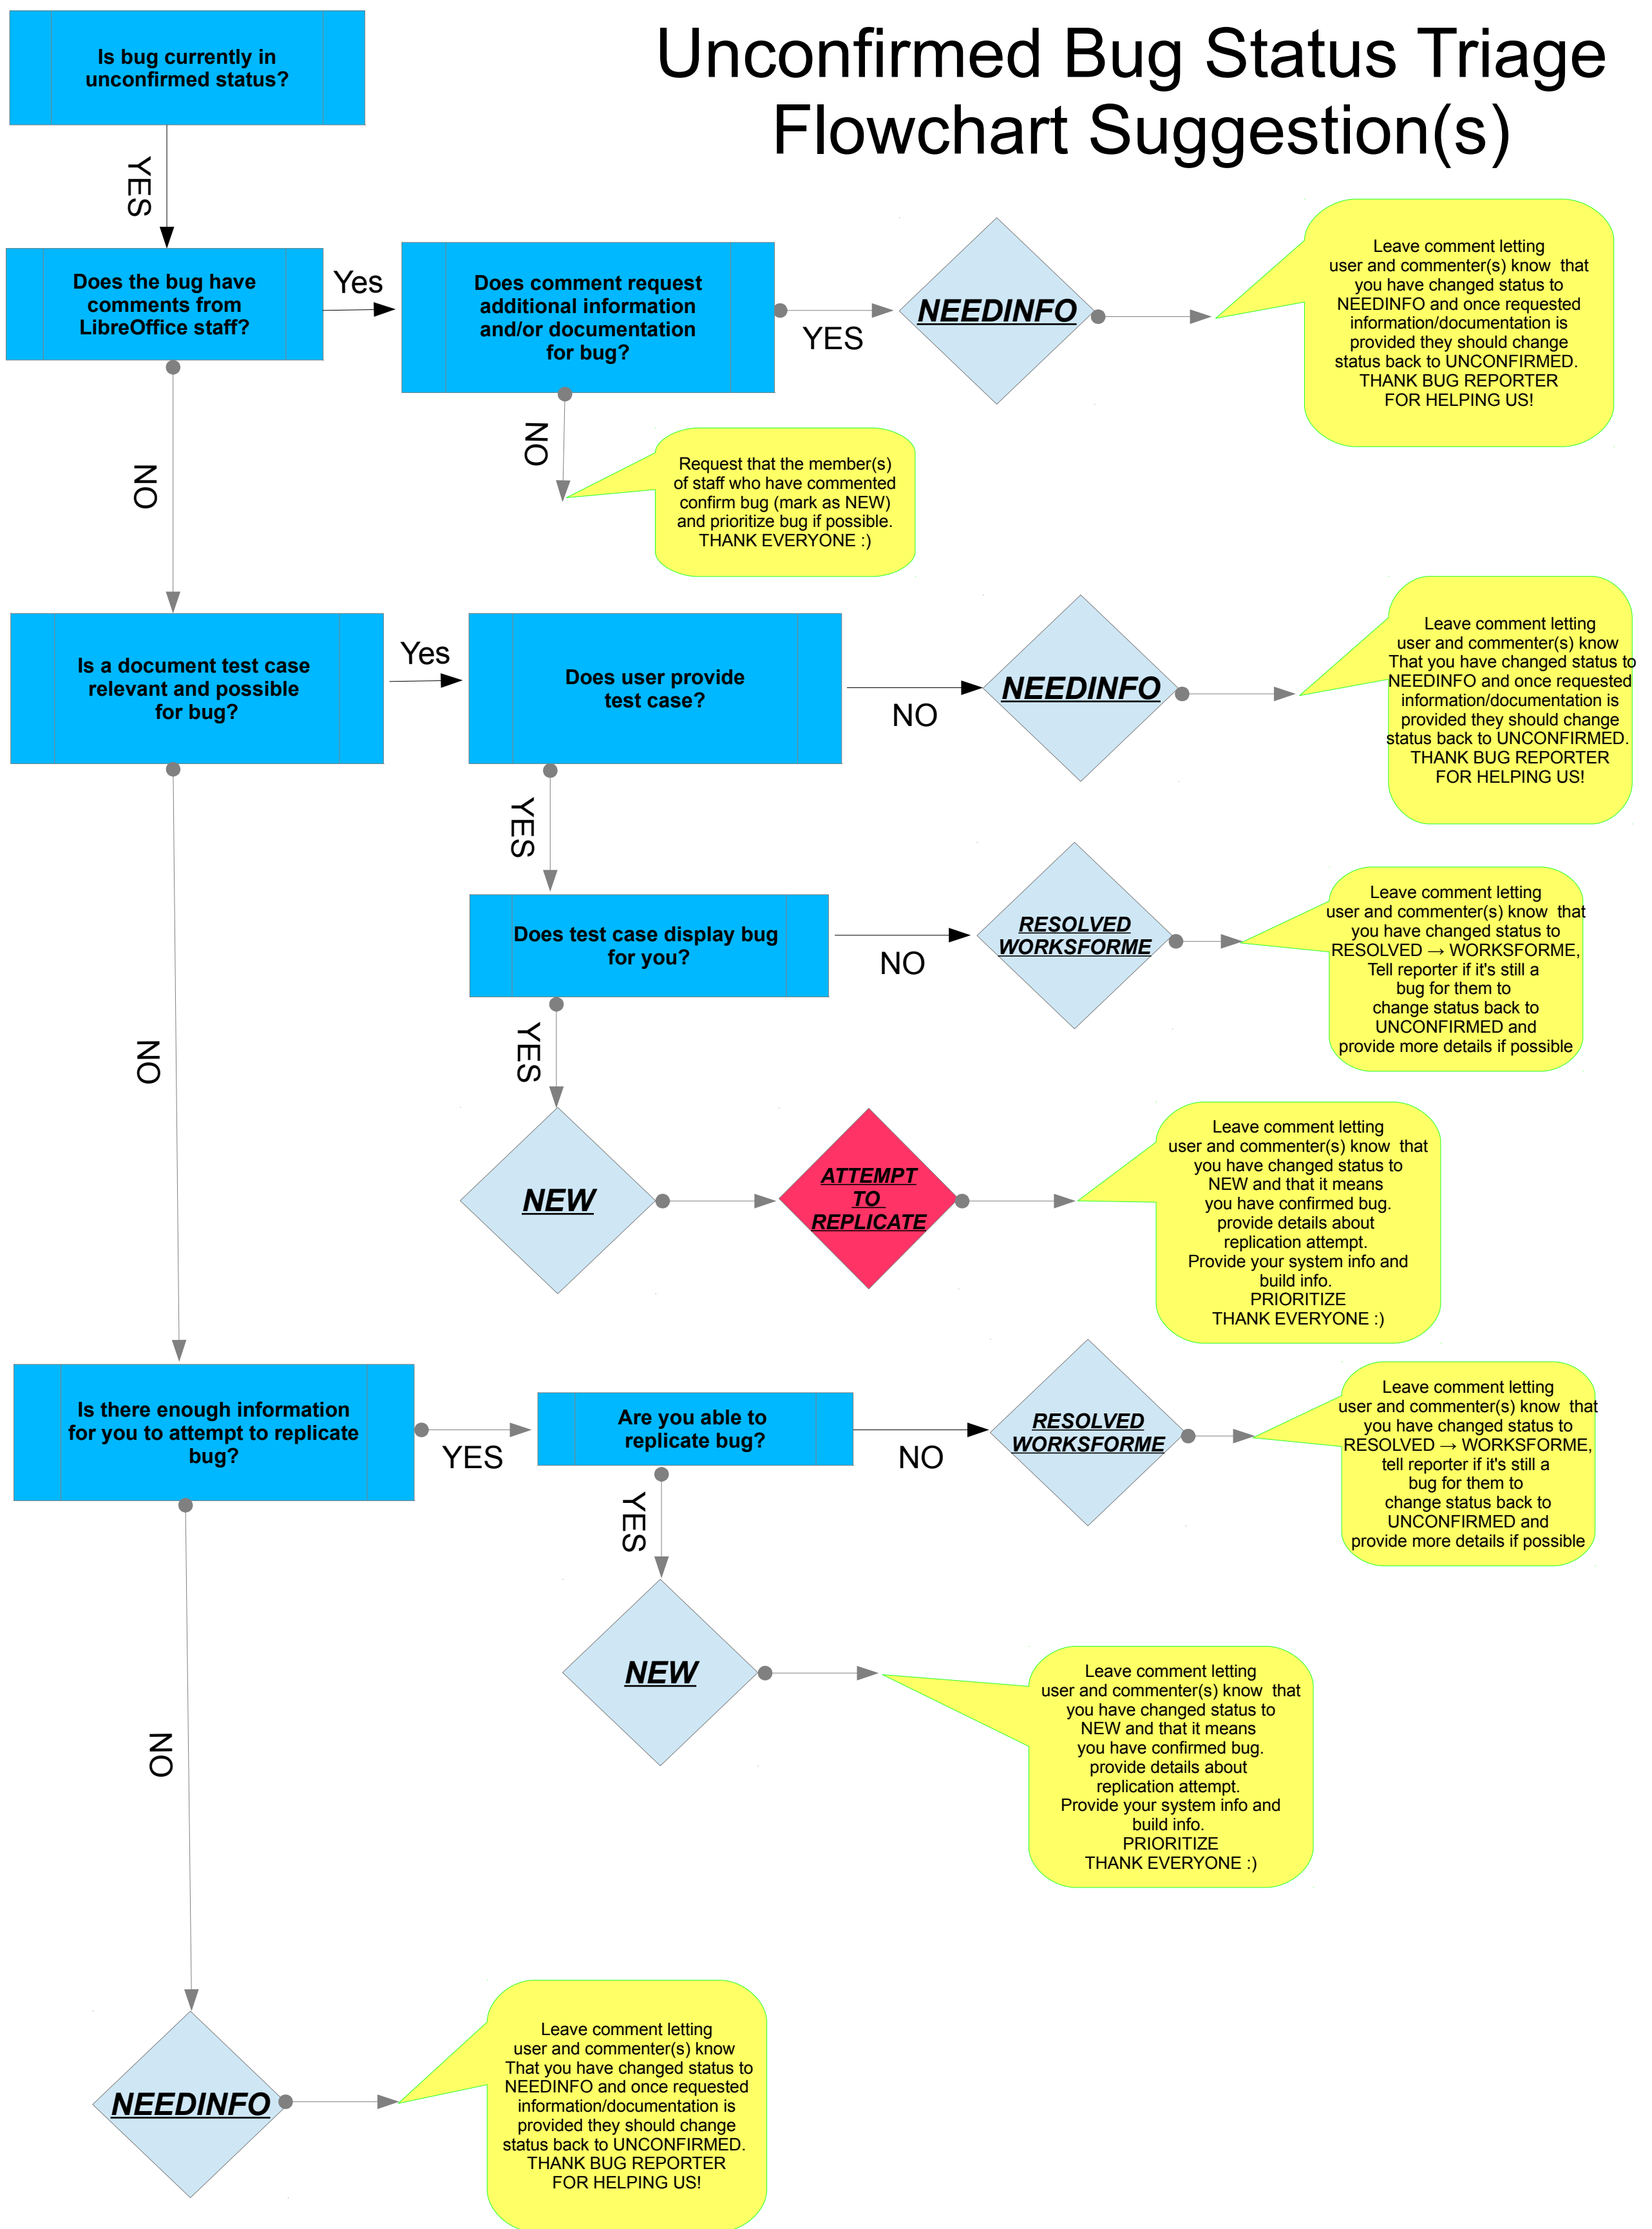 Unconfirmed Bug Status Triage
Flowchart Suggestion(s)
Is bug currently in
unconfirmed status?
YES
Does the bug have
comments from
LibreOffice staff?
Yes
Does comment request
additional information
and/or documentation
for bug?
YES
NEEDINFO
Leave comment letting
user and commenter(s) know that
you have changed status to
NEEDINFO and once requested
information/documentation is
provided they should change
status back to UNCONFIRMED.
THANK BUG REPORTER
FOR HELPING US!
NO
Request that the member(s)
of staff who have commented
confirm bug (mark as NEW)
and prioritize bug if possible.
THANK EVERYONE :)
NO
Is a document test case
relevant and possible
for bug?
Yes
Does user provide
test case?
NO
NEEDINFO
Leave comment letting
user and commenter(s) know
That you have changed status to
NEEDINFO and once requested
information/documentation is
provided they should change
status back to UNCONFIRMED.
THANK BUG REPORTER
FOR HELPING US!
YES
Does test case display bug
for you?
NO
RESOLVED
WORKSFORME
Leave comment letting
user and commenter(s) know that
you have changed status to
RESOLVED → WORKSFORME,
Tell reporter if it's still a
bug for them to
change status back to
UNCONFIRMED and
provide more details if possible
YES
NEW
ATTEMPT
TO
REPLICATE
Leave comment letting
user and commenter(s) know that
you have changed status to
NEW and that it means
you have confirmed bug.
provide details about
replication attempt.
Provide your system info and
build info.
PRIORITIZE
THANK EVERYONE :)
NO
Is there enough information
for you to attempt to replicate
bug?
YES
Are you able to
replicate bug?
NO
RESOLVED
WORKSFORME
Leave comment letting
user and commenter(s) know that
you have changed status to
RESOLVED → WORKSFORME,
tell reporter if it's still a
bug for them to
change status back to
UNCONFIRMED and
provide more details if possible
YES
NEW
Leave comment letting
user and commenter(s) know that
you have changed status to
NEW and that it means
you have confirmed bug.
provide details about
replication attempt.
Provide your system info and
build info.
PRIORITIZE
THANK EVERYONE :)
NO
NEEDINFO
Leave comment letting
user and commenter(s) know
That you have changed status to
NEEDINFO and once requested
information/documentation is
provided they should change
status back to UNCONFIRMED.
THANK BUG REPORTER
FOR HELPING US!